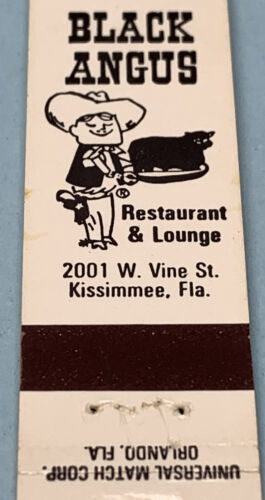 BLACK
ANGUS
®
Restaurant
& Lounge
2001 W. Vine St.
Kissimmee, Fla.
UNIVERSAL MATCH CORP.
ORLANDO, FLA.